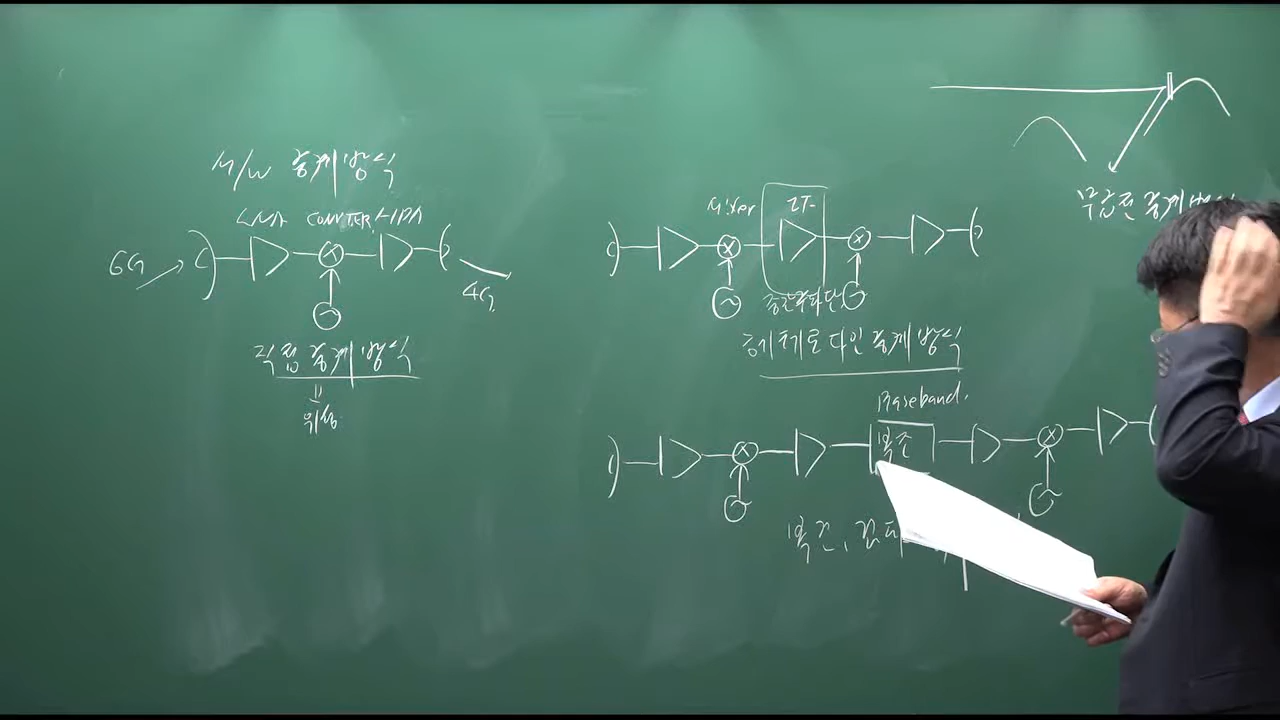 M/W 중계방식
LNA CONVERTER HPA
6G
4G
직접중계방식
위성
Mixer
IF
중간주파단
헤테로다인 중계방식
Baseband.
복조
무급전 중계방식